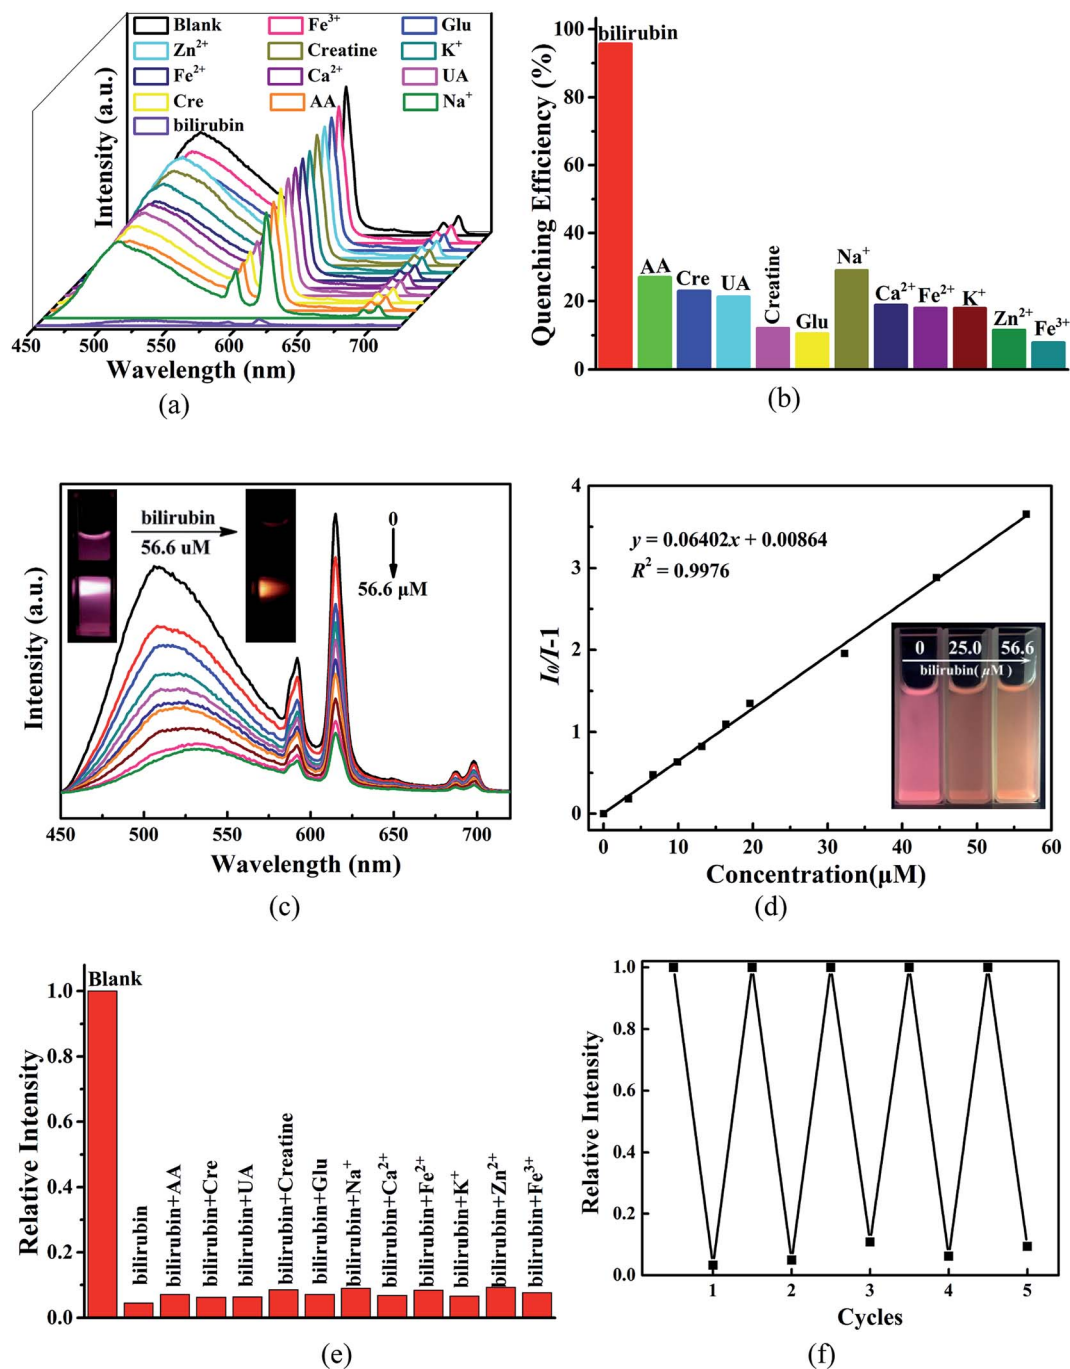 Blank Fe³⁺ Glu
Zn²⁺ Creatine K⁺
Fe²⁺ Ca²⁺ UA
Cre AA Na⁺
bilirubin
Intensity (a.u.)
450 500 550 600 650 700
Wavelength (nm)
(a)
Quenching Efficiency (%)
100
80
60
40
20
0
bilirubin
AA
Cre
UA
Creatine
Glu
Na⁺
Ca²⁺
Fe²⁺
K⁺
Zn²⁺
Fe³⁺
(b)
Intensity (a.u.)
bilirubin
56.6 uM
0
56.6 μM
450 500 550 600 650 700
Wavelength (nm)
(c)
I₀/I-1
4
3
2
1
0
y = 0.06402x + 0.00864
R² = 0.9976
0 25.0 56.6
bilirubin( μM )
0 10 20 30 40 50 60
Concentration(μM)
(d)
Relative Intensity
1.0
0.8
0.6
0.4
0.2
0.0
Blank
bilirubin
bilirubin+AA
bilirubin+Cre
bilirubin+UA
bilirubin+Creatine
bilirubin+Glu
bilirubin+Na⁺
bilirubin+Ca²⁺
bilirubin+Fe²⁺
bilirubin+K⁺
bilirubin+Zn²⁺
bilirubin+Fe³⁺
(e)
Relative Intensity
1.0
0.8
0.6
0.4
0.2
0.0
1 2 3 4 5
Cycles
(f)